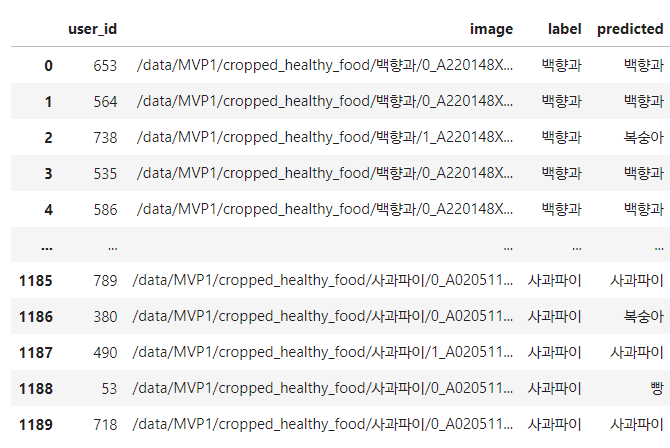 user_id image label predicted
0 653 /data/MVP1/cropped_healthy_food/백향과/0_A220148X... 백향과 백향과
1 564 /data/MVP1/cropped_healthy_food/백향과/0_A220148X... 백향과 백향과
2 738 /data/MVP1/cropped_healthy_food/백향과/1_A220148X... 백향과 복숭아
3 535 /data/MVP1/cropped_healthy_food/백향과/0_A220148X... 백향과 백향과
4 586 /data/MVP1/cropped_healthy_food/백향과/0_A220148X... 백향과 백향과
... ... ... ... ...
1185 789 /data/MVP1/cropped_healthy_food/사과파이/0_A020511... 사과파이 사과파이
1186 380 /data/MVP1/cropped_healthy_food/사과파이/0_A020511... 사과파이 복숭아
1187 490 /data/MVP1/cropped_healthy_food/사과파이/1_A020511... 사과파이 사과파이
1188 53 /data/MVP1/cropped_healthy_food/사과파이/0_A020511... 사과파이 빵
1189 718 /data/MVP1/cropped_healthy_food/사과파이/0_A020511... 사과파이 사과파이